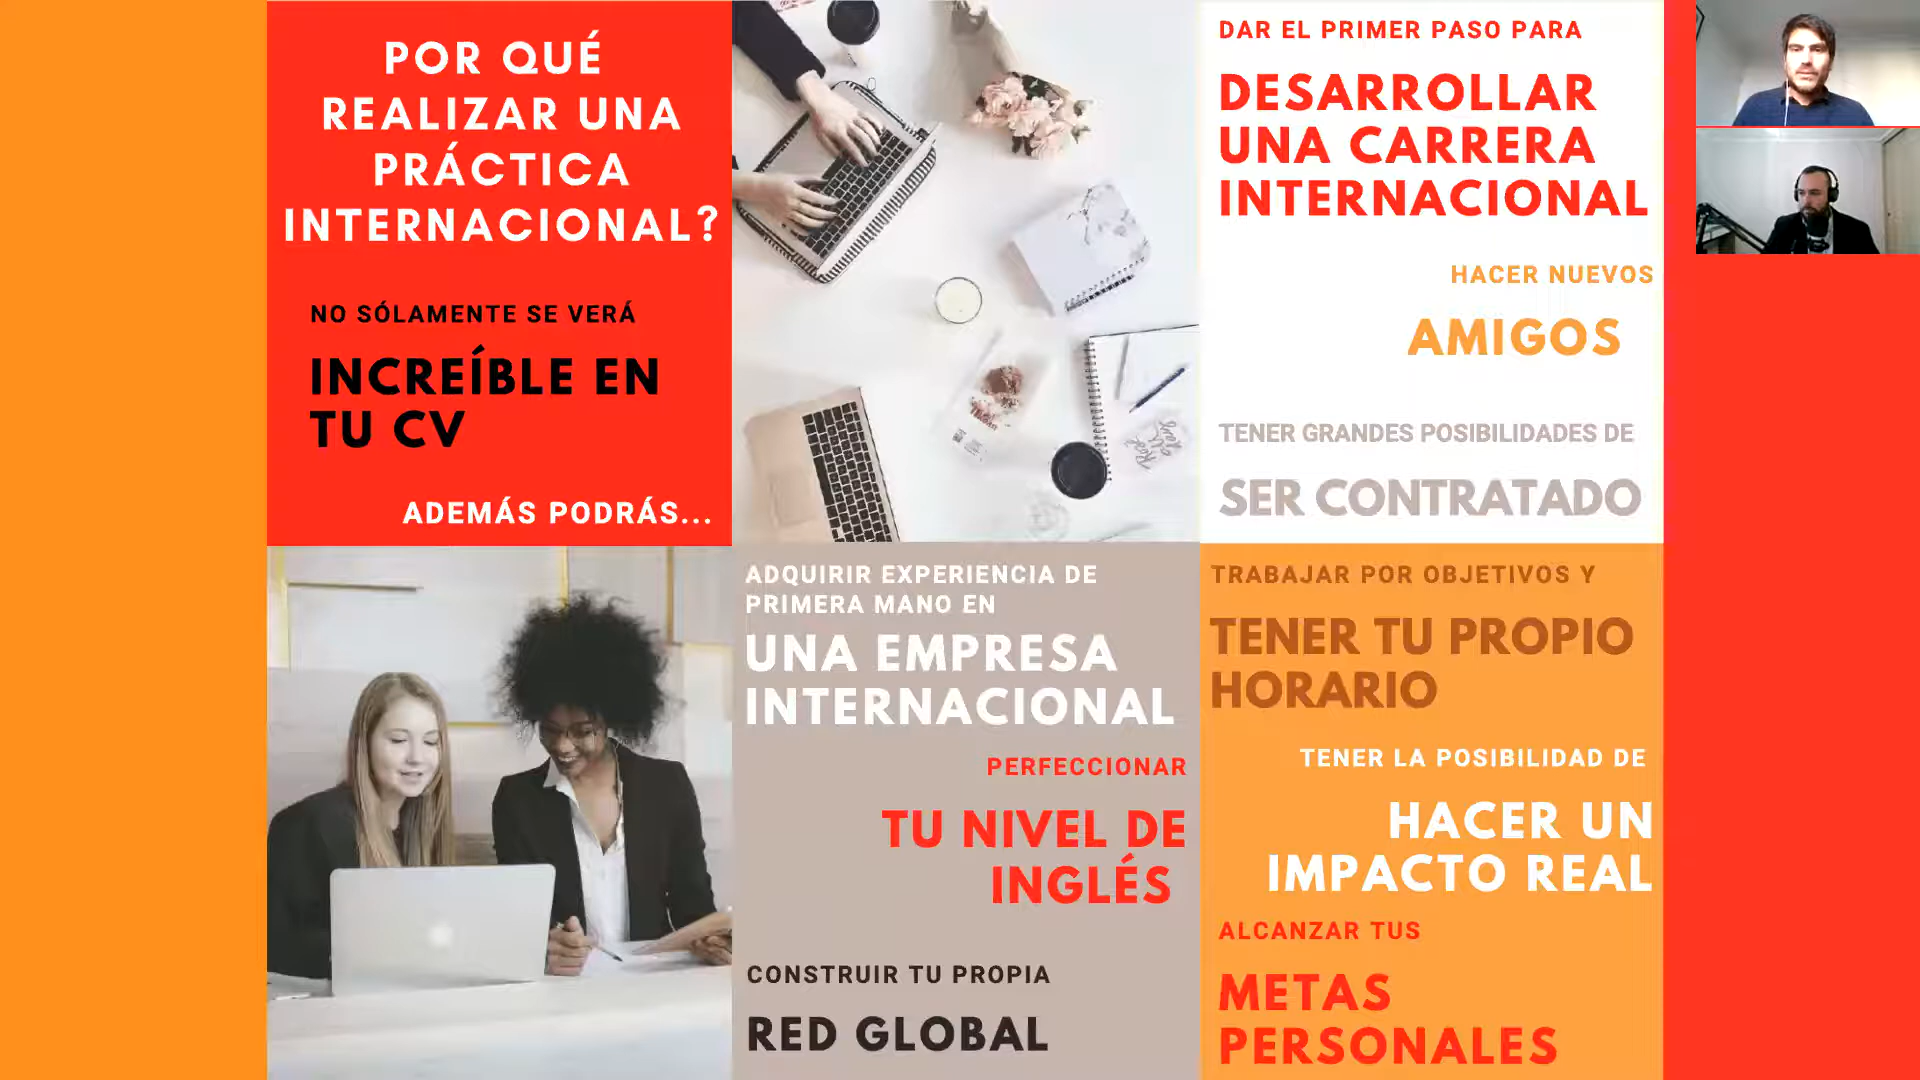 POR QUÉ
REALIZAR UNA
PRÁCTICA
INTERNACIONAL?
NO SÓLAMENTE SE VERÁ
INCREÍBLE EN
TU CV
ADEMÁS PODRÁS...
DAR EL PRIMER PASO PARA
DESARROLLAR
UNA CARRERA
INTERNACIONAL
HACER NUEVOS
AMIGOS
TENER GRANDES POSIBILIDADES DE
SER CONTRATADO
ADQUIRIR EXPERIENCIA DE
PRIMERA MANO EN
UNA EMPRESA
INTERNACIONAL
PERFECCIONAR
TU NIVEL DE
INGLÉS
CONSTRUIR TU PROPIA
RED GLOBAL
TRABAJAR POR OBJETIVOS Y
TENER TU PROPIO
HORARIO
TENER LA POSIBILIDAD DE
HACER UN
IMPACTO REAL
ALCANZAR TUS
METAS
PERSONALES